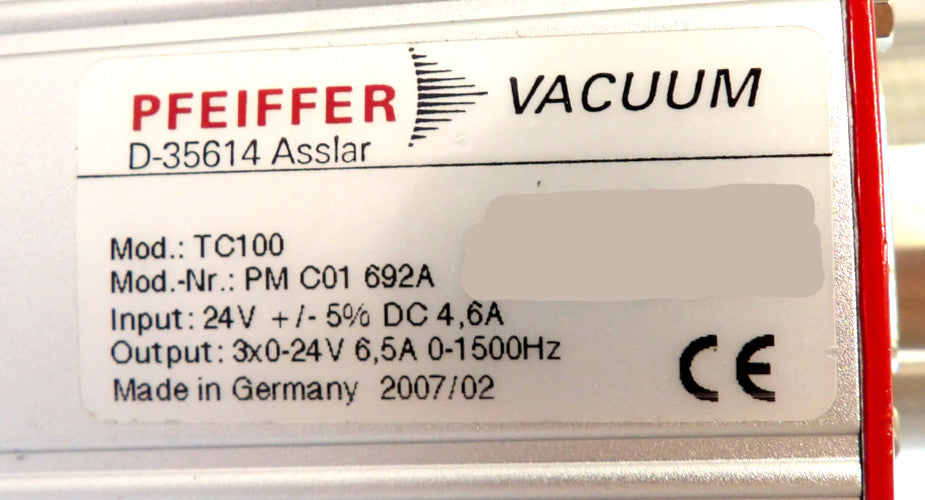 PFEIFFER VACUUM
D-35614 Asslar
Mod.: TC100
Mod.-Nr.: PM C01 692A
Input: 24V +/- 5% DC 4,6A
Output: 3x0-24V 6,5A 0-1500Hz
Made in Germany 2007/02
CE